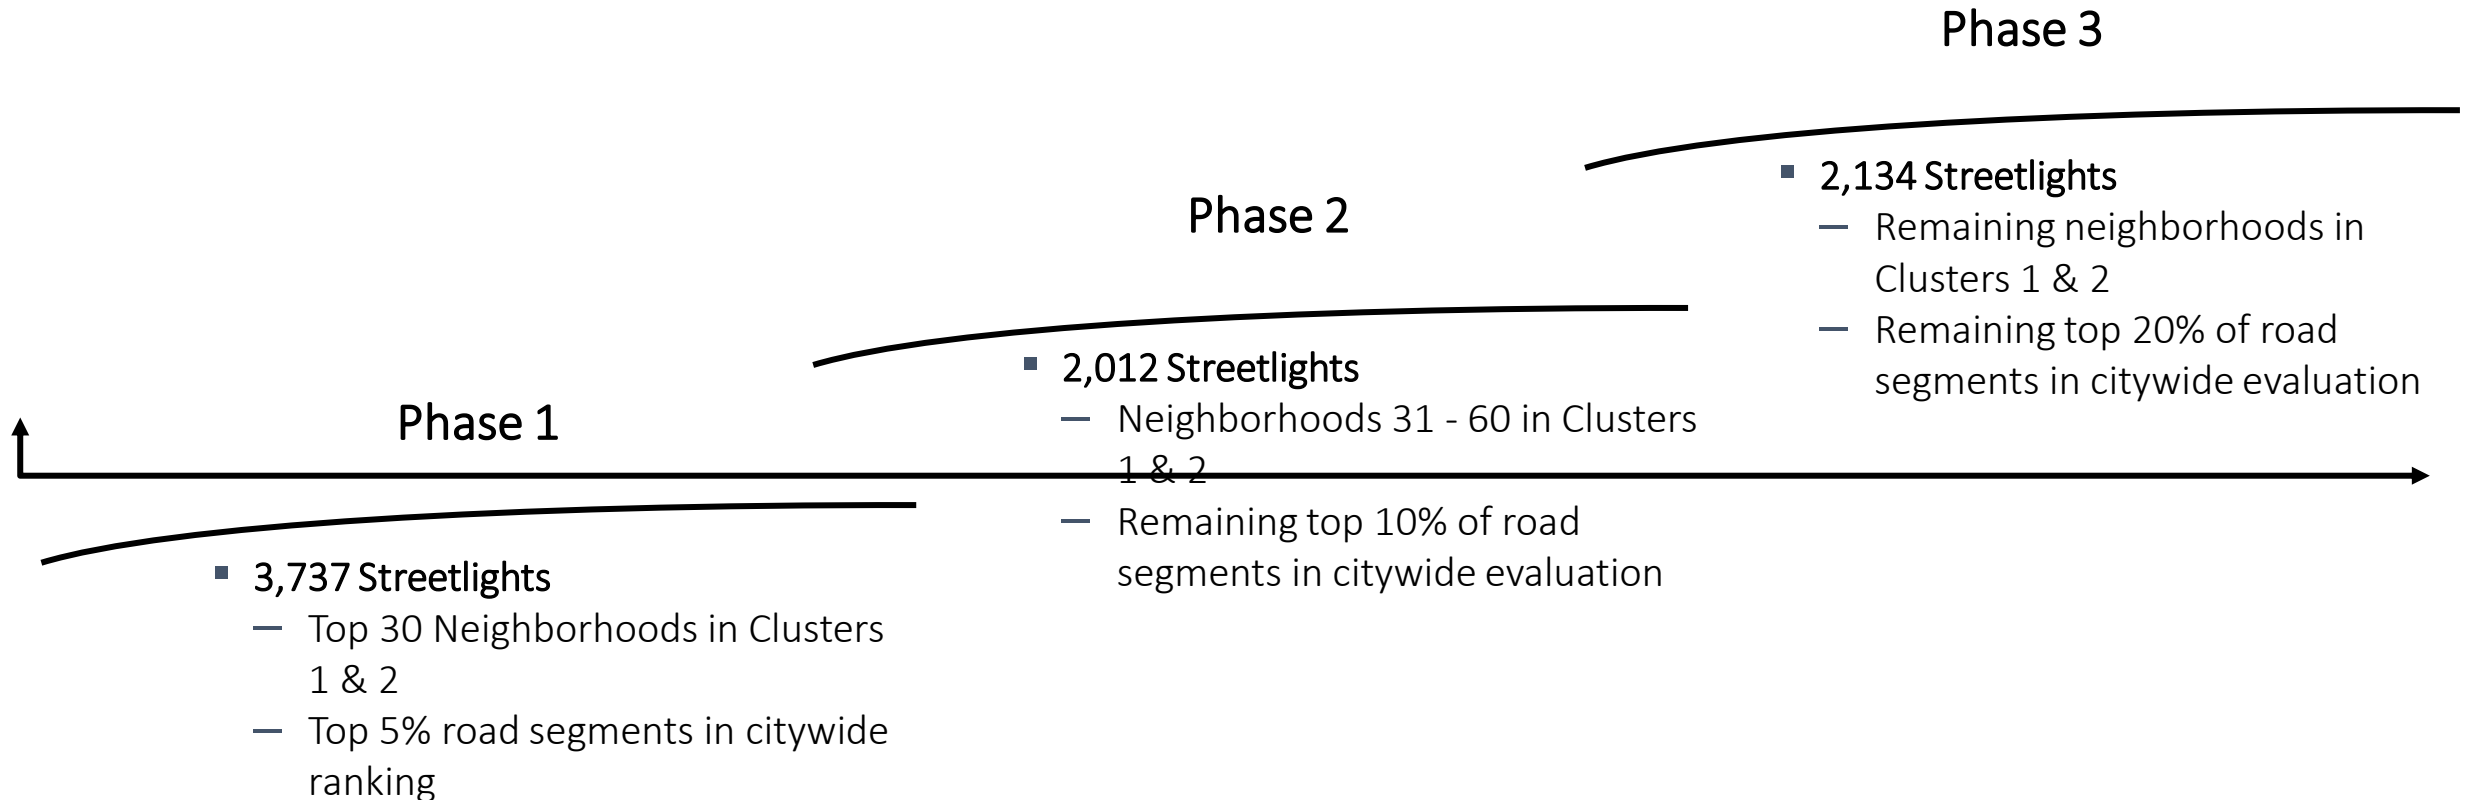 Phase 1
3,737 Streetlights
Top 30 Neighborhoods in Clusters
1 & 2
Top 5% road segments in citywide
ranking
Phase 2
2,012 Streetlights
Neighborhoods 31 - 60 in Clusters
1 & 2
Remaining top 10% of road
segments in citywide evaluation
Phase 3
2,134 Streetlights
Remaining neighborhoods in
Clusters 1 & 2
Remaining top 20% of road
segments in citywide evaluation